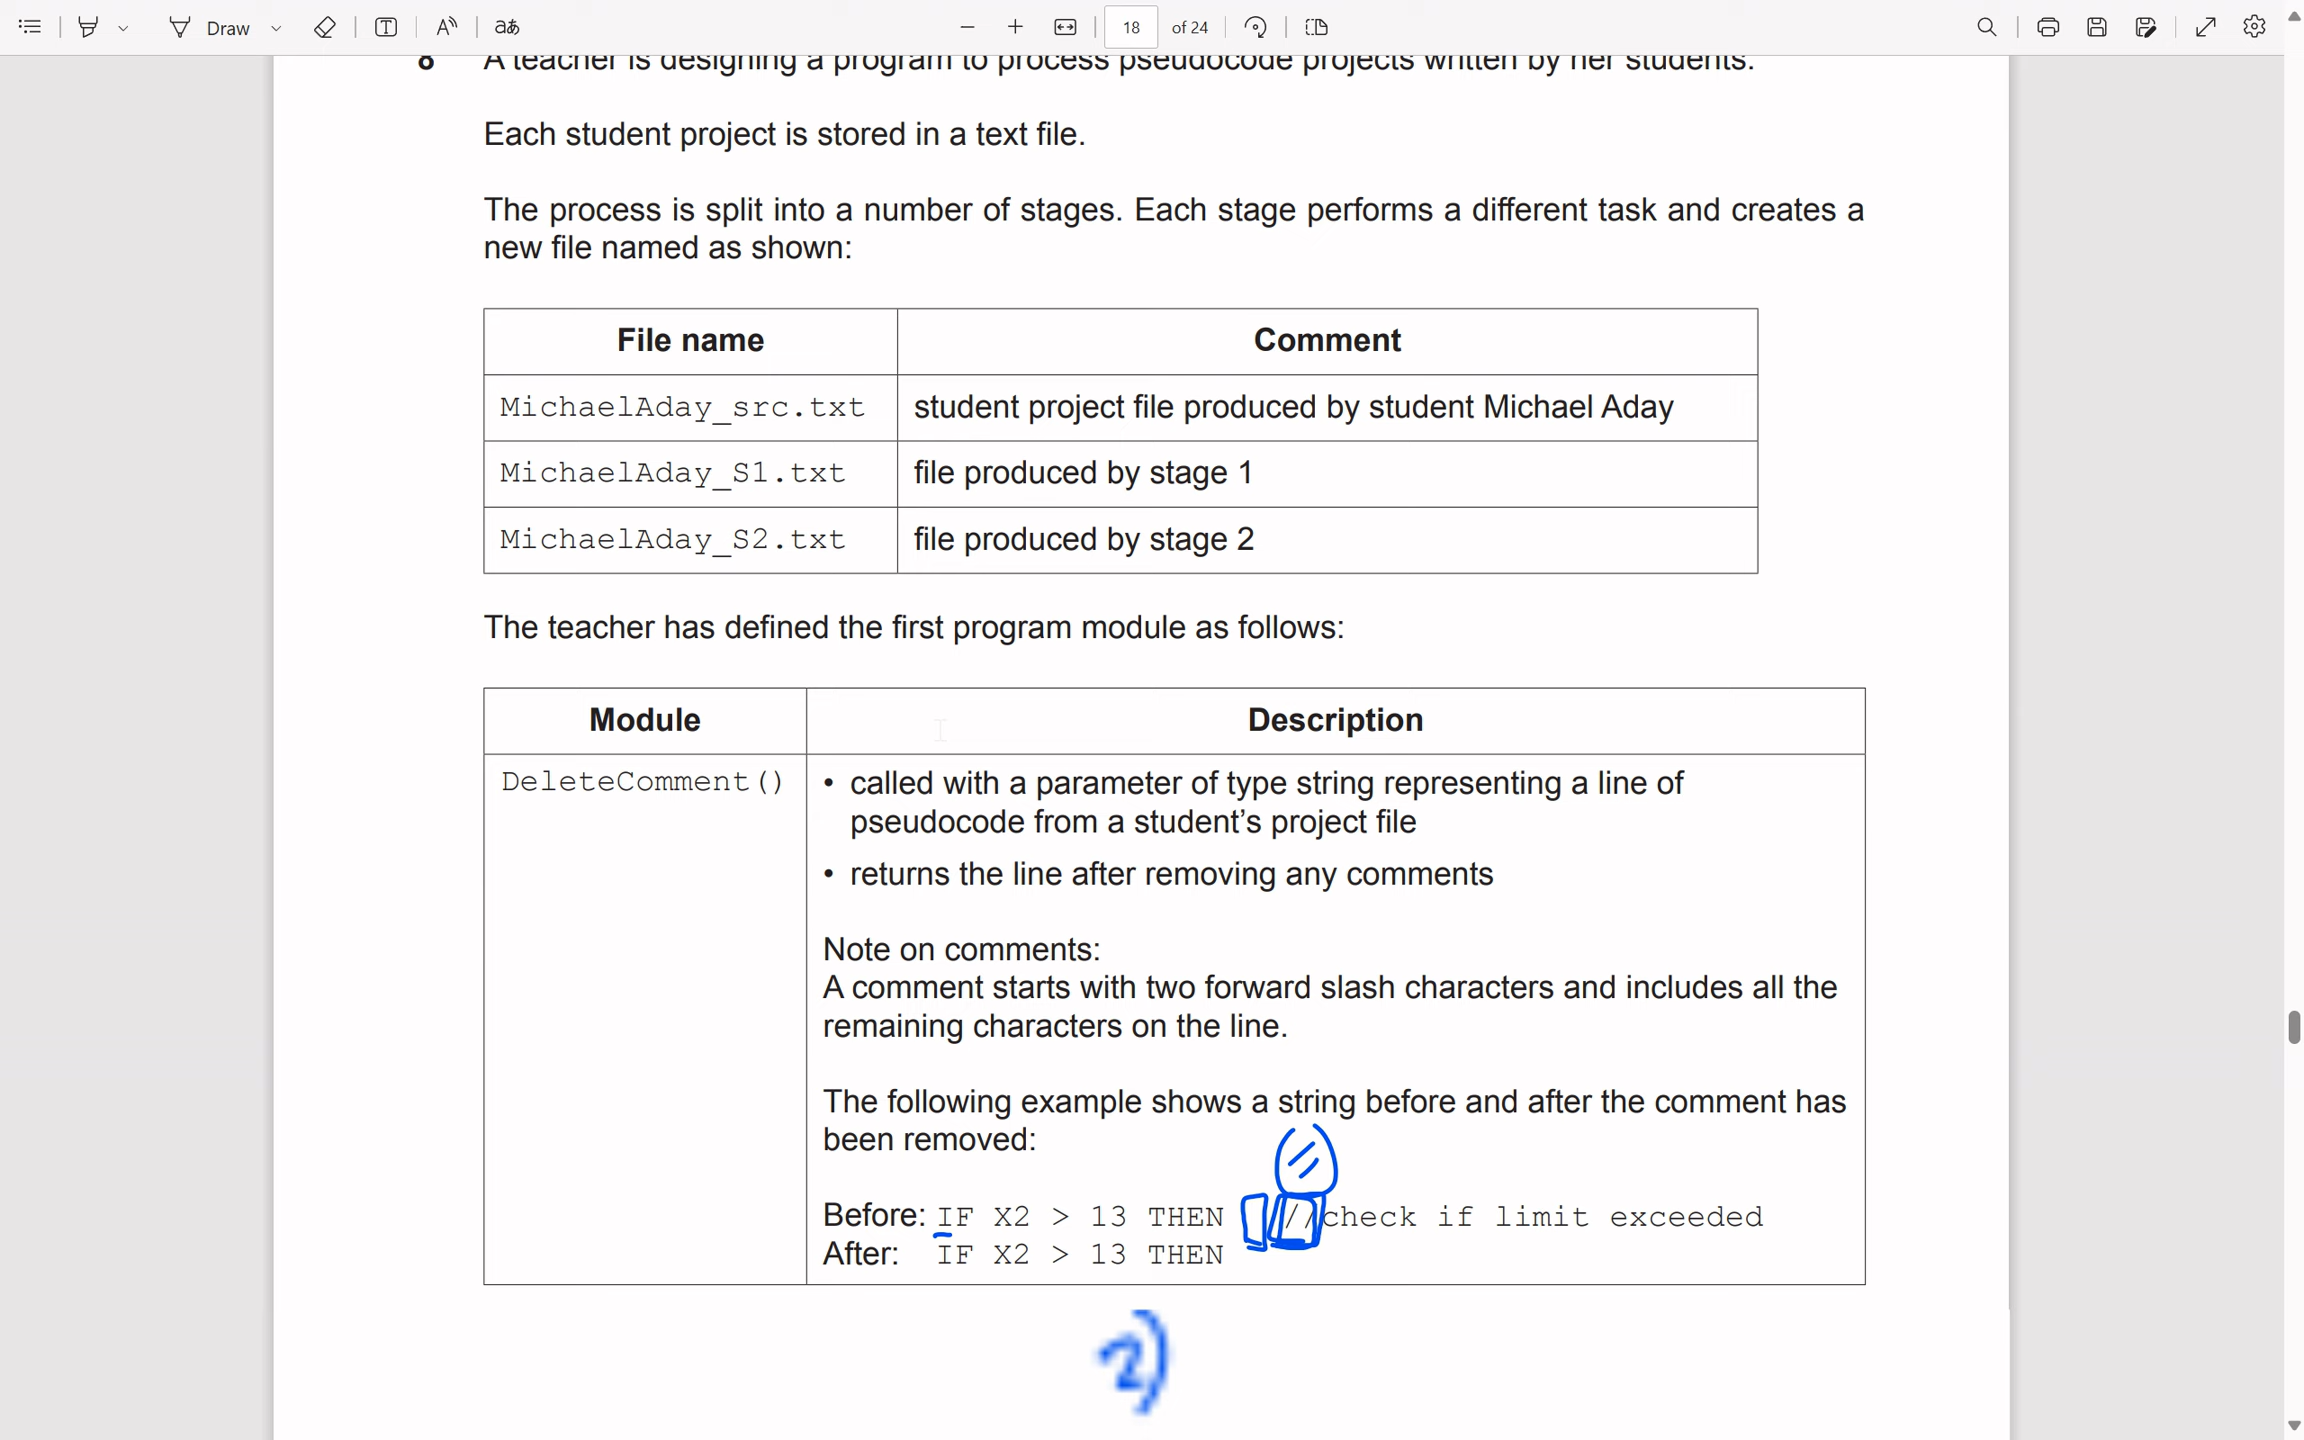 Draw
18 of 24
aあ
8 A teacher is designing a program to process pseudocode projects written by her students.
Each student project is stored in a text file.
The process is split into a number of stages. Each stage performs a different task and creates a
new file named as shown:
File name Comment
MichaelAday_src.txt student project file produced by student Michael Aday
MichaelAday_S1.txt file produced by stage 1
MichaelAday_S2.txt file produced by stage 2
The teacher has defined the first program module as follows:
Module Description
DeleteComment() • called with a parameter of type string representing a line of
pseudocode from a student's project file
• returns the line after removing any comments
Note on comments:
A comment starts with two forward slash characters and includes all the
remaining characters on the line.
The following example shows a string before and after the comment has
been removed:
//
Before: IF X2 > 13 THEN //check if limit exceeded
After: IF X2 > 13 THEN
2)